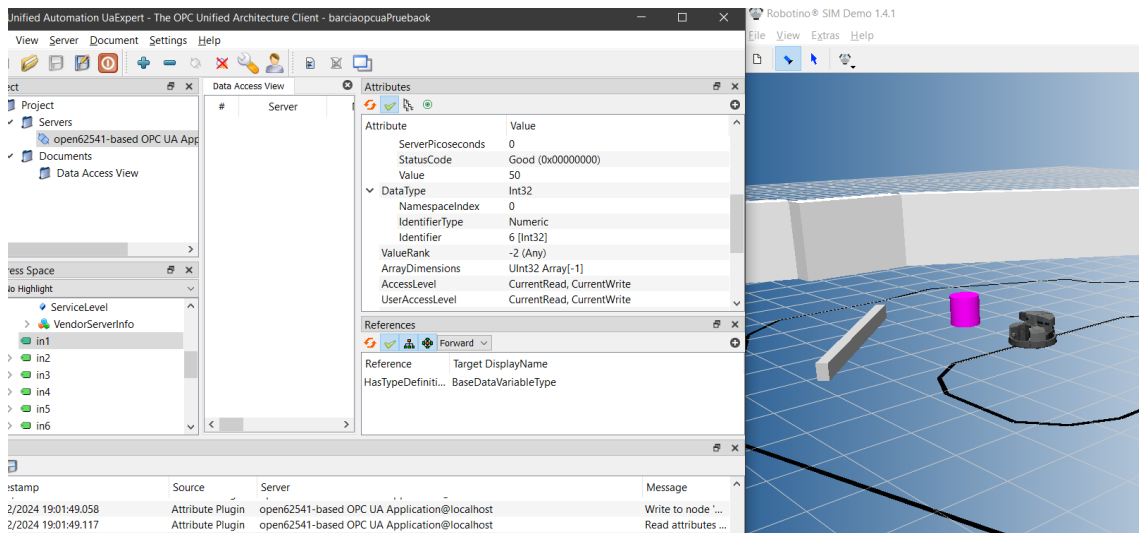 Unified Automation UaExpert - The OPC Unified Architecture Client - barciaopcuaPruebaok
View Server Document Settings Help
Project
Servers
open62541-based OPC UA App
Documents
Data Access View
Data Access View
# Server
Attributes
Attribute Value
ServerPicoseconds 0
StatusCode Good (0x00000000)
Value 50
DataType Int32
NamespaceIndex 0
IdentifierType Numeric
Identifier 6 [Int32]
ValueRank -2 (Any)
ArrayDimensions UInt32 Array[-1]
AccessLevel CurrentRead, CurrentWrite
UserAccessLevel CurrentRead, CurrentWrite
ress Space
No Highlight
ServiceLevel
VendorServerInfo
in1
in2
in3
in4
in5
in6
References
Forward
Reference Target DisplayName
HasTypeDefiniti... BaseDataVariableType
estamp Source Server Message
2/2024 19:01:49.058 Attribute Plugin open62541-based OPC UA Application@localhost Write to node '...
2/2024 19:01:49.117 Attribute Plugin open62541-based OPC UA Application@localhost Read attributes ...
Robotino® SIM Demo 1.4.1
File View Extras Help